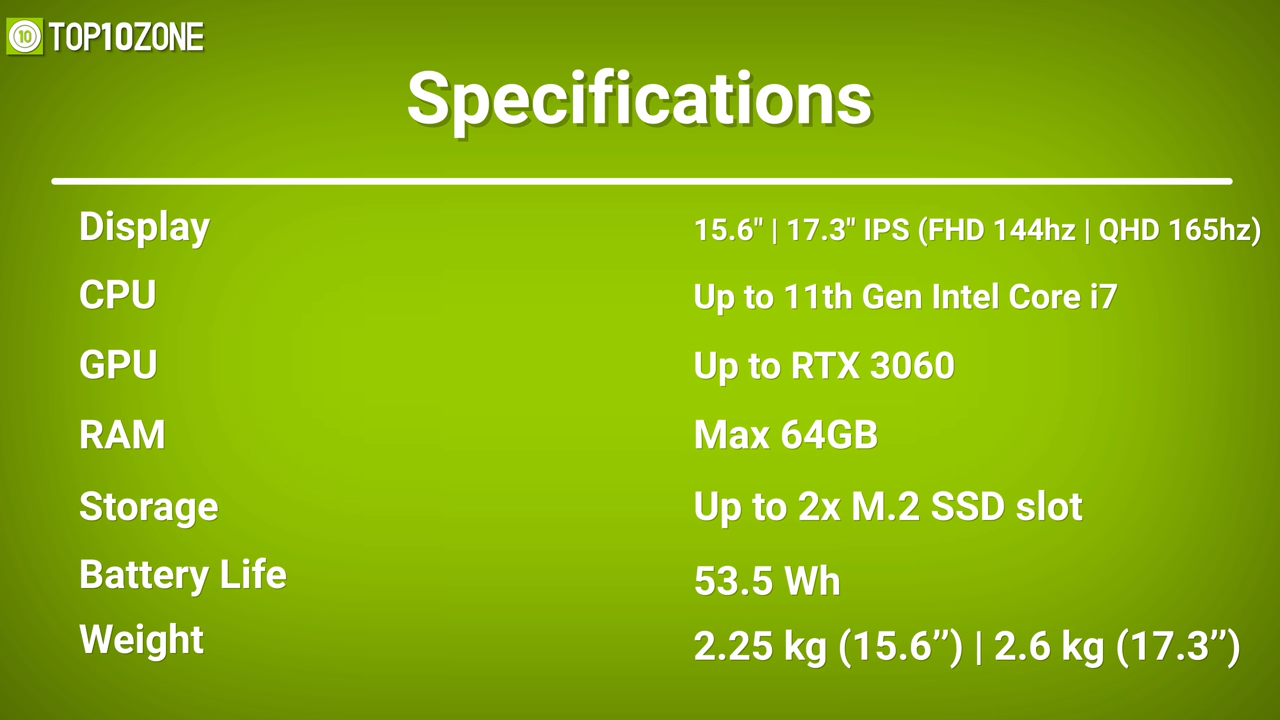 10 TOP10ZONE
Specifications
Display 15.6" | 17.3" IPS (FHD 144hz | QHD 165hz)
CPU Up to 11th Gen Intel Core i7
GPU Up to RTX 3060
RAM Max 64GB
Storage Up to 2x M.2 SSD slot
Battery Life 53.5 Wh
Weight 2.25 kg (15.6”) | 2.6 kg (17.3”)